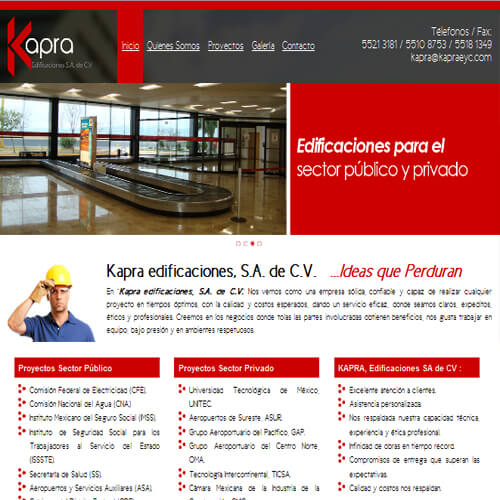 Kapra
Edificaciones S.A. de C.V.
Inicio Quienes Somos Proyectos Galería Contacto
Télefonos / Fax:
5521 3181 / 5510 8753 / 5518 1349
kapra@kapraeyc.com
Edificaciones para el
sector público y privado
Kapra edificaciones, S.A. de C.V. ...Ideas que Perduran
En "Kapra edificaciones, S.A. de C.V. Nos vemos como una empresa sólida, confiable y capaz de realizar cualquier
proyecto en tiempos óptimos, con la calidad y costos esperados, dando un servicio eficaz, donde seamos claros, expeditos,
éticos y profesionales. Creemos en los negocios donde todas las partes involucradas obtienen beneficios, nos gusta trabajar en
equipo, bajo presión y en ambientes respetuosos.
Proyectos Sector Público
Comisión Federal de Electricidad (CFE).
Comisión Nacional del Agua (CNA)
Instituto Mexicano del Seguro Social (IMSS).
Instituto de Seguridad Social para los
Trabajadores al Servicio del Estado
(ISSSTE).
Secretaría de Salud (SS).
Aeropuertos y Servicios Auxiliares (ASA).
Proyectos Sector Privado
Universidad Tecnológica de México,
UNITEC.
Aeropuertos de Sureste, ASUR.
Grupo Aeroportuario del Pacífico, GAP.
Grupo Aeroportuario del Centro Norte,
OMA.
Tecnología Intercontinental, TICSA.
Cámara Mexicana de la Industria de la
KAPRA, Edificaciones SA de CV :
Excelente atención a clientes.
Asistencia personalizada.
Nos respaldada nuestra capacidad técnica,
experiencia y ética profesional.
Infinidad de obras en tiempo record.
Compromisos de entrega que superan las
expectativas.
Calidad y costos nos respaldan.